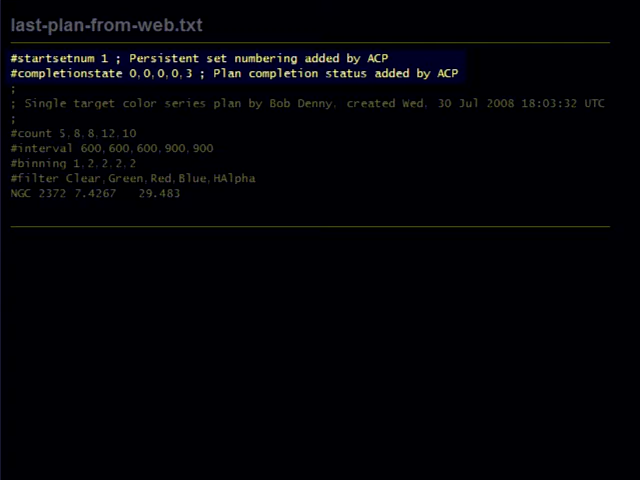 last-plan-from-web.txt
#startsetnum 1 ; Persistent set numbering added by ACP
#completionstate 0,0,0,0,3 ; Plan completion status added by ACP
;
; Single target color series plan by Bob Denny. created Wed. 30 Jul 2008 18:03:32 UTC
;
#count 5,8,8,12,10
#interval 600,600,600,900,900
#binning 1,2,2,2,2
#filter Clear,Green,Red,Blue,HAlpha
NGC 2372 7.4267 29.483